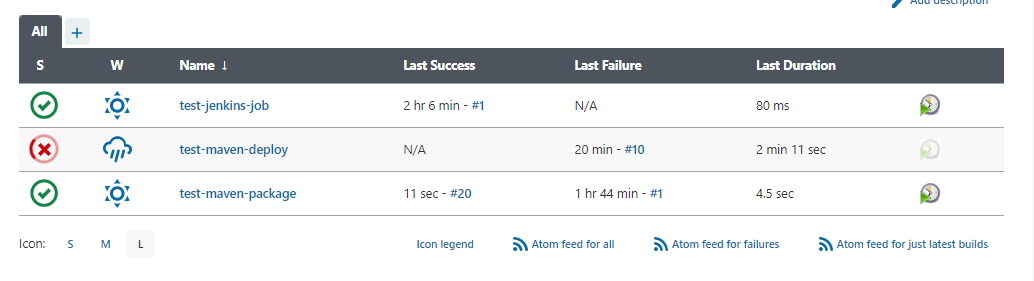 Add description
All +
S W Name ↓ Last Success Last Failure Last Duration
test-jenkins-job 2 hr 6 min - #1 N/A 80 ms
test-maven-deploy N/A 20 min - #10 2 min 11 sec
test-maven-package 11 sec - #20 1 hr 44 min - #1 4.5 sec
Icon: S M L Icon legend Atom feed for all Atom feed for failures Atom feed for just latest builds